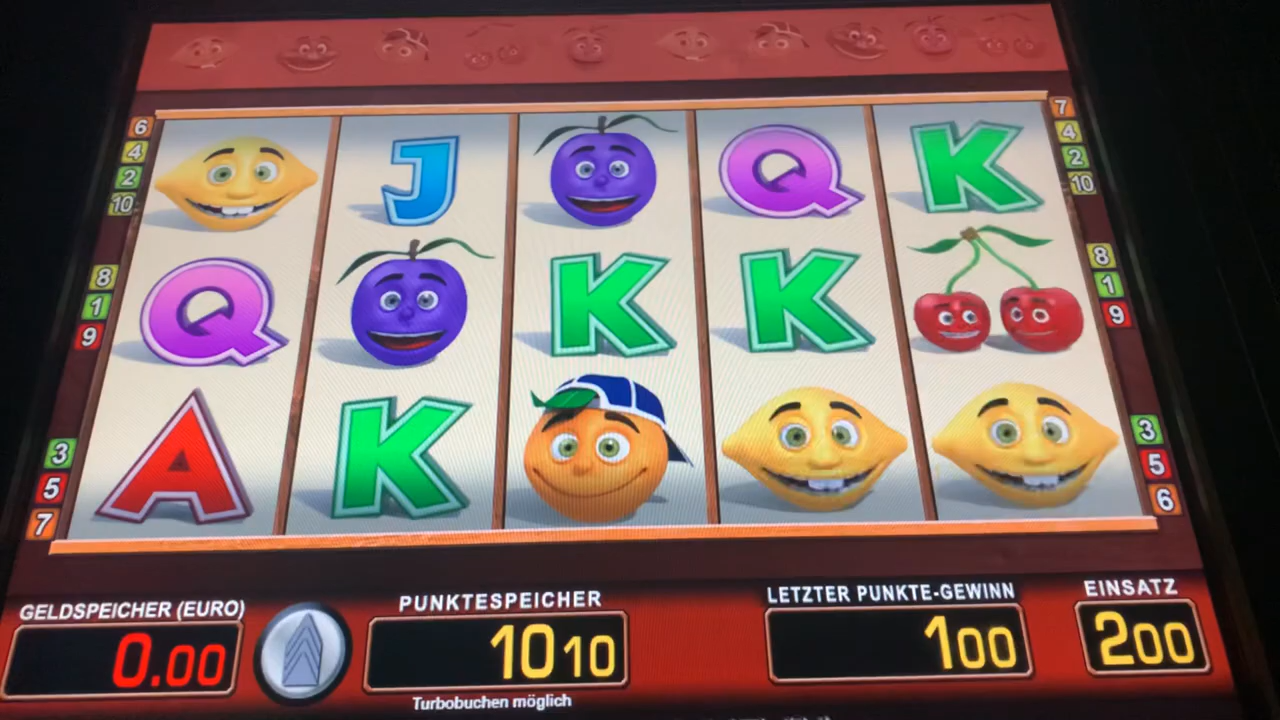 6 7
4 J Q K 4
2 2
10 10
8 8
1 Q K K 1
9 9
3 A K 3
5 5
7 6
GELDSPEICHER (EURO) PUNKTESPEICHER LETZTER PUNKTE-GEWINN EINSATZ
0.00 1010 100 200
Turbobuchen möglich